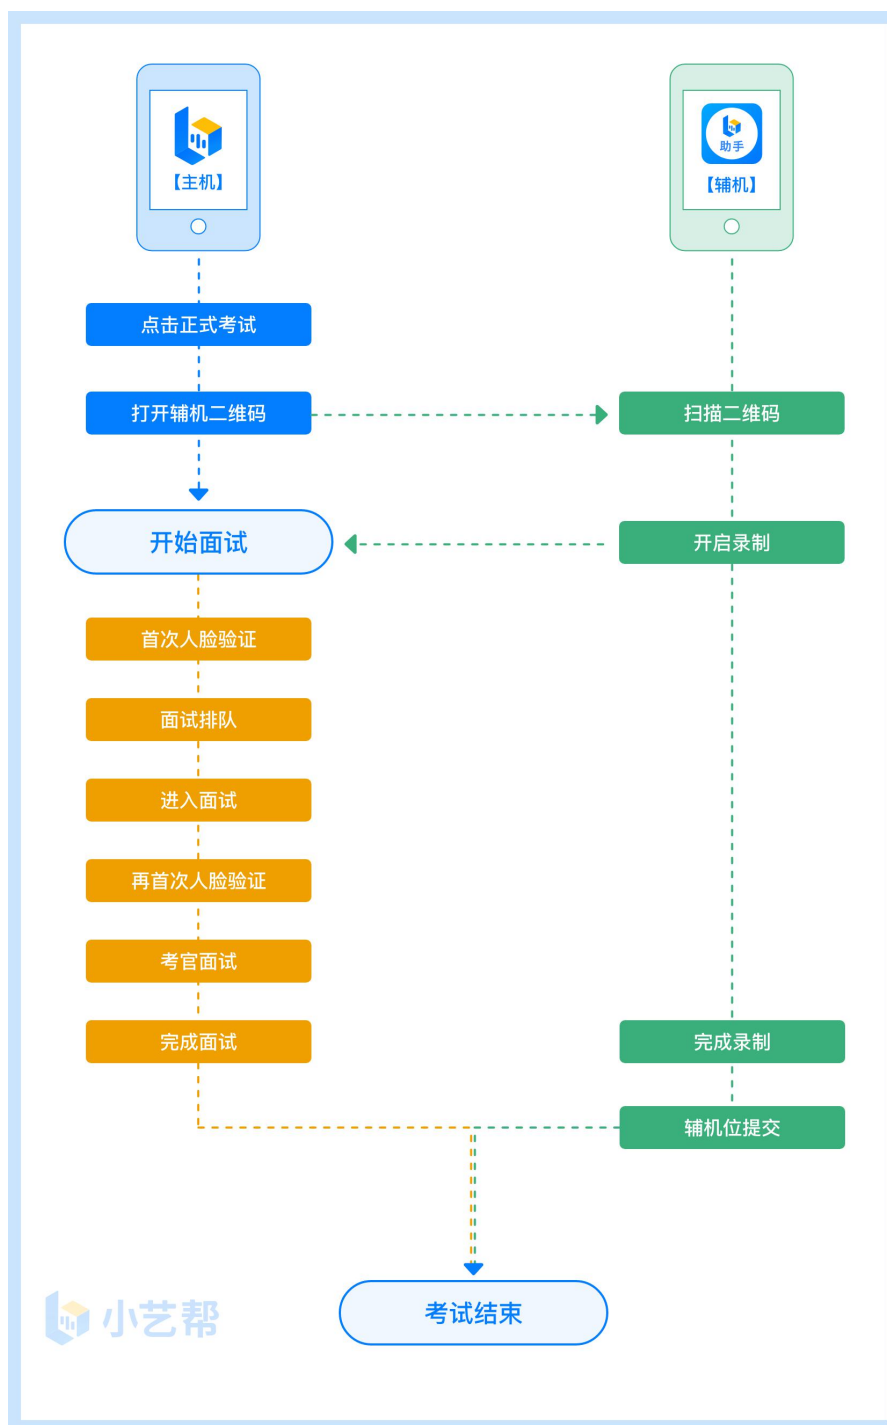 【主机】
助手
【辅机】
点击正式考试
打开辅机二维码
扫描二维码
开始面试
开启录制
首次人脸验证
面试排队
进入面试
再首次人脸验证
考官面试
完成面试
完成录制
辅机位提交
考试结束
小艺帮